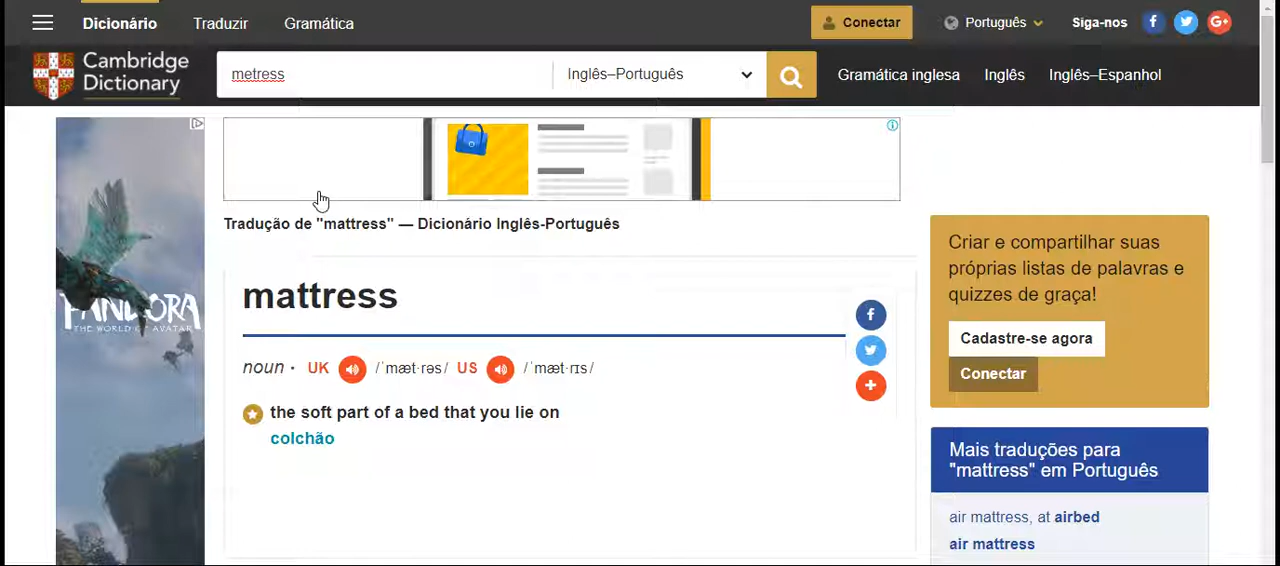 Dicionário Traduzir Gramática Conectar Português Siga-nos
Cambridge Dictionary
metress Inglês–Português Gramática inglesa Inglês Inglês–Espanhol
Tradução de "mattress" — Dicionário Inglês-Português
mattress
noun · UK /ˈmæt·rəs/ US /ˈmæt·rɪs/
the soft part of a bed that you lie on
colchão
PANDORA
THE WORLD OF AVATAR
Criar e compartilhar suas
próprias listas de palavras e
quizzes de graça!
Cadastre-se agora
Conectar
Mais traduções para
"mattress" em Português
air mattress, at airbed
air mattress